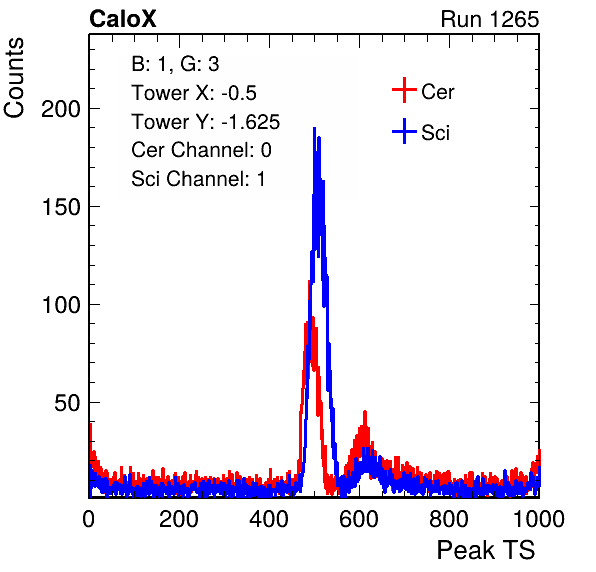 CaloX Run 1265
Counts
B: 1, G: 3
Tower X: -0.5
Tower Y: -1.625
Cer Channel: 0
Sci Channel: 1
Cer
Sci
200
150
100
50
0 200 400 600 800 1000
Peak TS